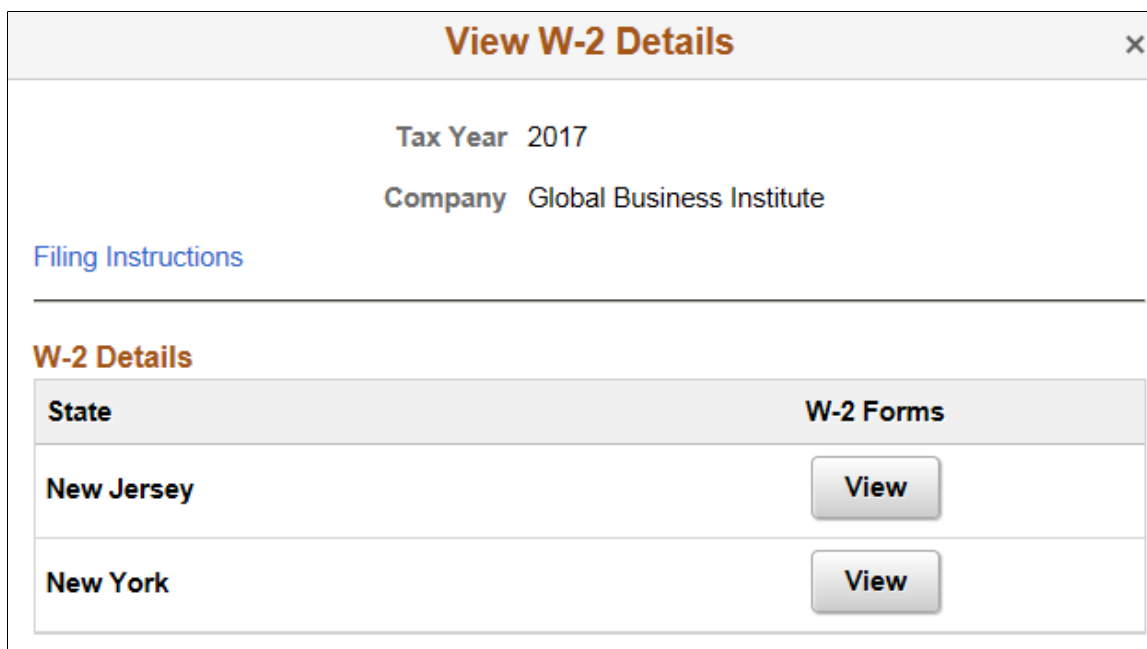 View W-2 Details ×
Tax Year 2017
Company Global Business Institute
Filing Instructions
W-2 Details
State W-2 Forms
New Jersey View
New York View